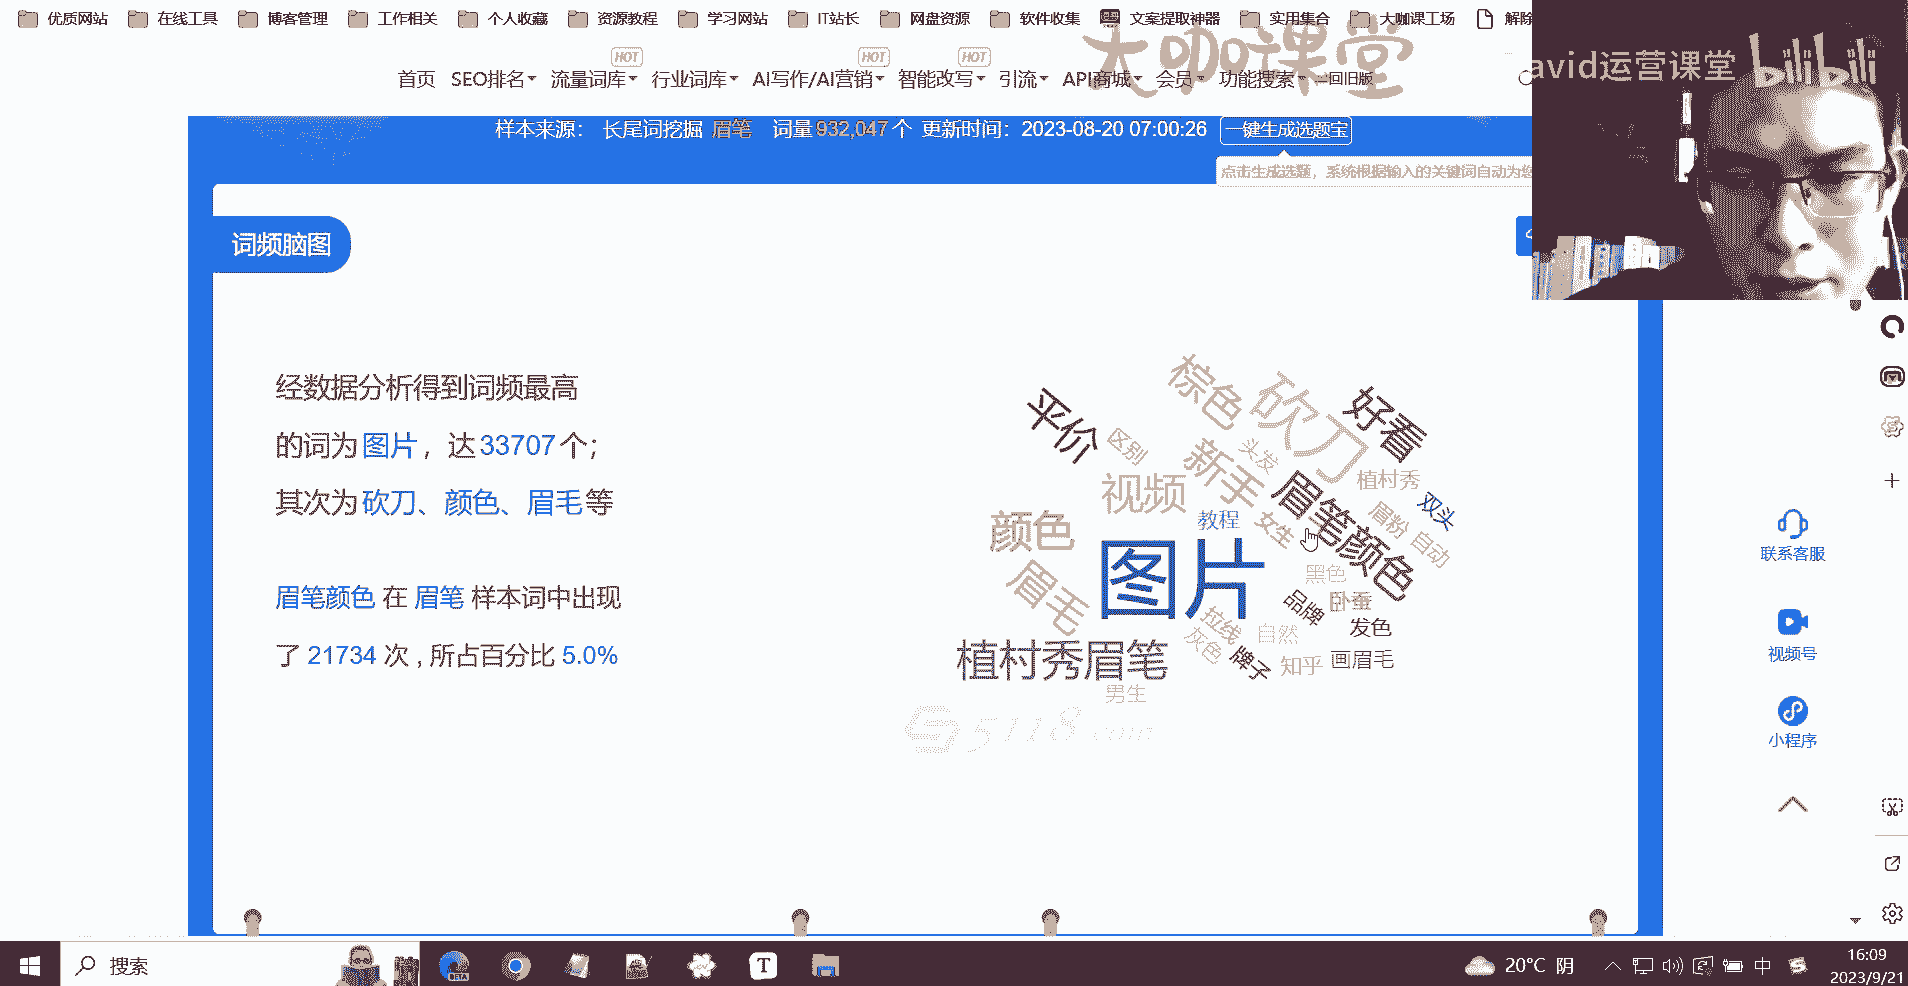 优质网站 在线工具 博客管理 工作相关 个人收藏 资源教程 学习网站 IT站长 网盘资源 软件收集 文案提取神器 实用集合 大咖课工场 解除
大咖课堂
avid运营课堂 bilibili
HOT HOT HOT
首页 SEO排名 流量词库 行业词库 AI写作/AI营销 智能改写 引流 API商城 会员 功能搜索 回旧版
样本来源： 长尾词挖掘 眉笔 词量932,047个 更新时间：2023-08-20 07:00:26 一键生成选题宝
点击生成选题，系统根据输入的关键词自动为您
词频脑图
经数据分析得到词频最高
的词为图片，达33707个；
其次为砍刀、颜色、眉毛等
眉笔颜色 在 眉笔 样本词中出现
了 21734 次，所占百分比 5.0%
棕色
砍刀
好看
平价
区别
头发
新手
植村秀
视频
眉笔颜色
双头
眉粉
教程
女生
自动
颜色
图片
黑色
眉毛
品牌
卧蚕
拉线
自然
发色
灰色
植村秀眉笔
牌子
知乎
画眉毛
男生
5118.com
联系客服
视频号
小程序
搜索
BETA
T
20°C 阴
中
16:09
2023/9/21